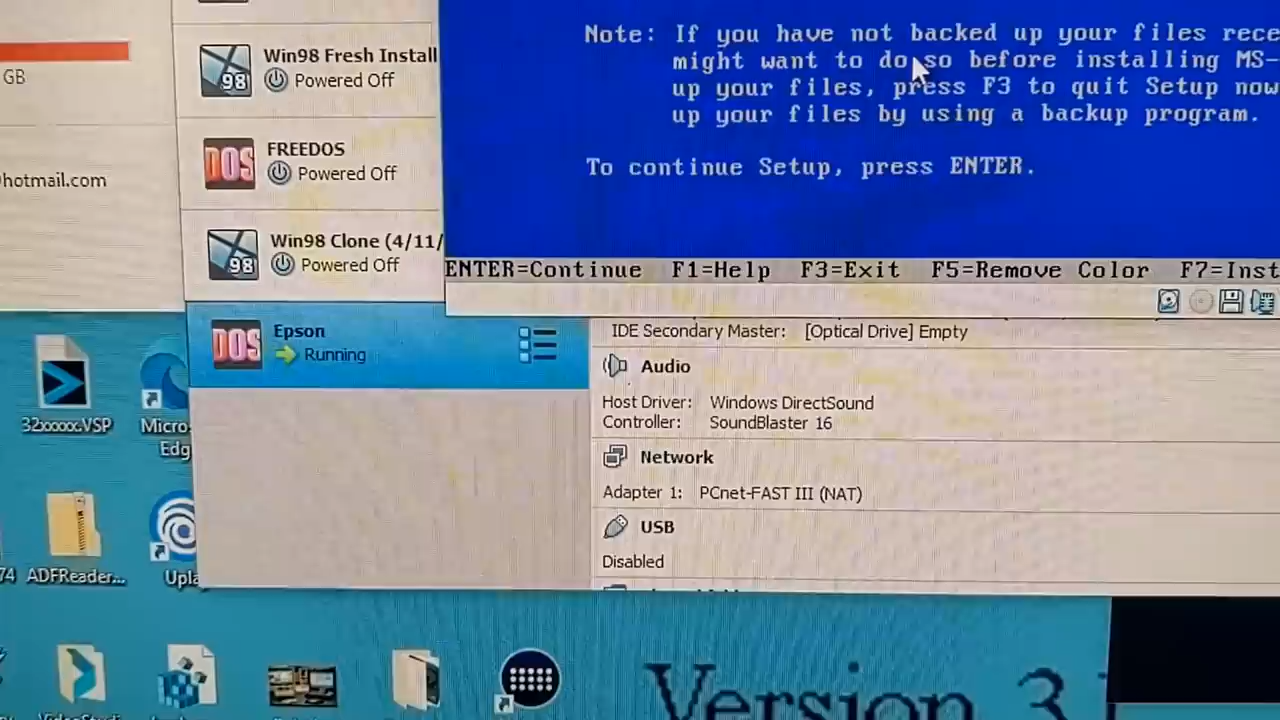 GB
hotmail.com
Win98 Fresh Install
98
Powered Off
DOS
FREEDOS
Powered Off
98
Win98 Clone (4/11/
Powered Off
DOS
Epson
Running
Note: If you have not backed up your files rece
might want to do so before installing MS-
up your files, press F3 to quit Setup now
up your files by using a backup program.
To continue Setup, press ENTER.
ENTER=Continue F1=Help F3=Exit F5=Remove Color F7=Inst
IDE Secondary Master: [Optical Drive] Empty
Audio
Host Driver: Windows DirectSound
Controller: SoundBlaster 16
Network
Adapter 1: PCnet-FAST III (NAT)
USB
Disabled
32xxxxx.VSP
Micro
Edg
74
ADFReader...
Upla
Version 3